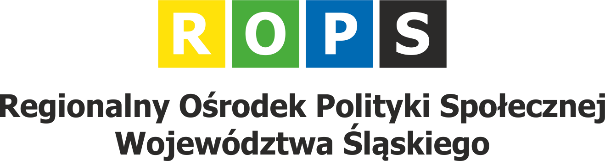 ROPS
Regionalny Ośrodek Polityki Społecznej
Województwa Śląskiego